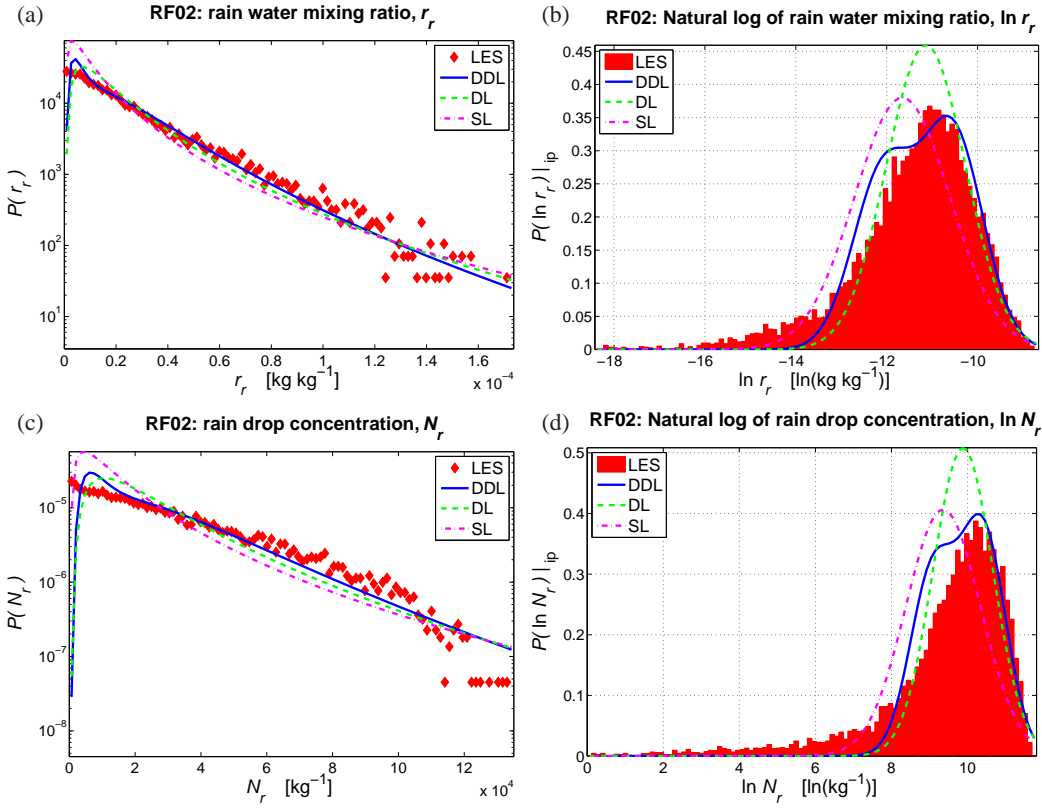 (a)
RF02: rain water mixing ratio, r_r
LES
DDL
DL
SL
10^4
10^3
10^2
10^1
P( r_r )
0 0.2 0.4 0.6 0.8 1 1.2 1.4 1.6
x 10^-4
r_r [kg kg^-1]
(b)
RF02: Natural log of rain water mixing ratio, ln r_r
LES
DDL
DL
SL
0.45
0.4
0.35
0.3
0.25
0.2
0.15
0.1
0.05
0
P( ln r_r )|_ip
-18 -16 -14 -12 -10
ln r_r [ln(kg kg^-1)]
(c)
RF02: rain drop concentration, N_r
LES
DDL
DL
SL
10^-5
10^-6
10^-7
10^-8
P( N_r )
0 2 4 6 8 10 12
x 10^4
N_r [kg^-1]
(d)
RF02: Natural log of rain drop concentration, ln N_r
LES
DDL
DL
SL
0.5
0.4
0.3
0.2
0.1
0
P( ln N_r )|_ip
0 2 4 6 8 10
ln N_r [ln(kg^-1)]